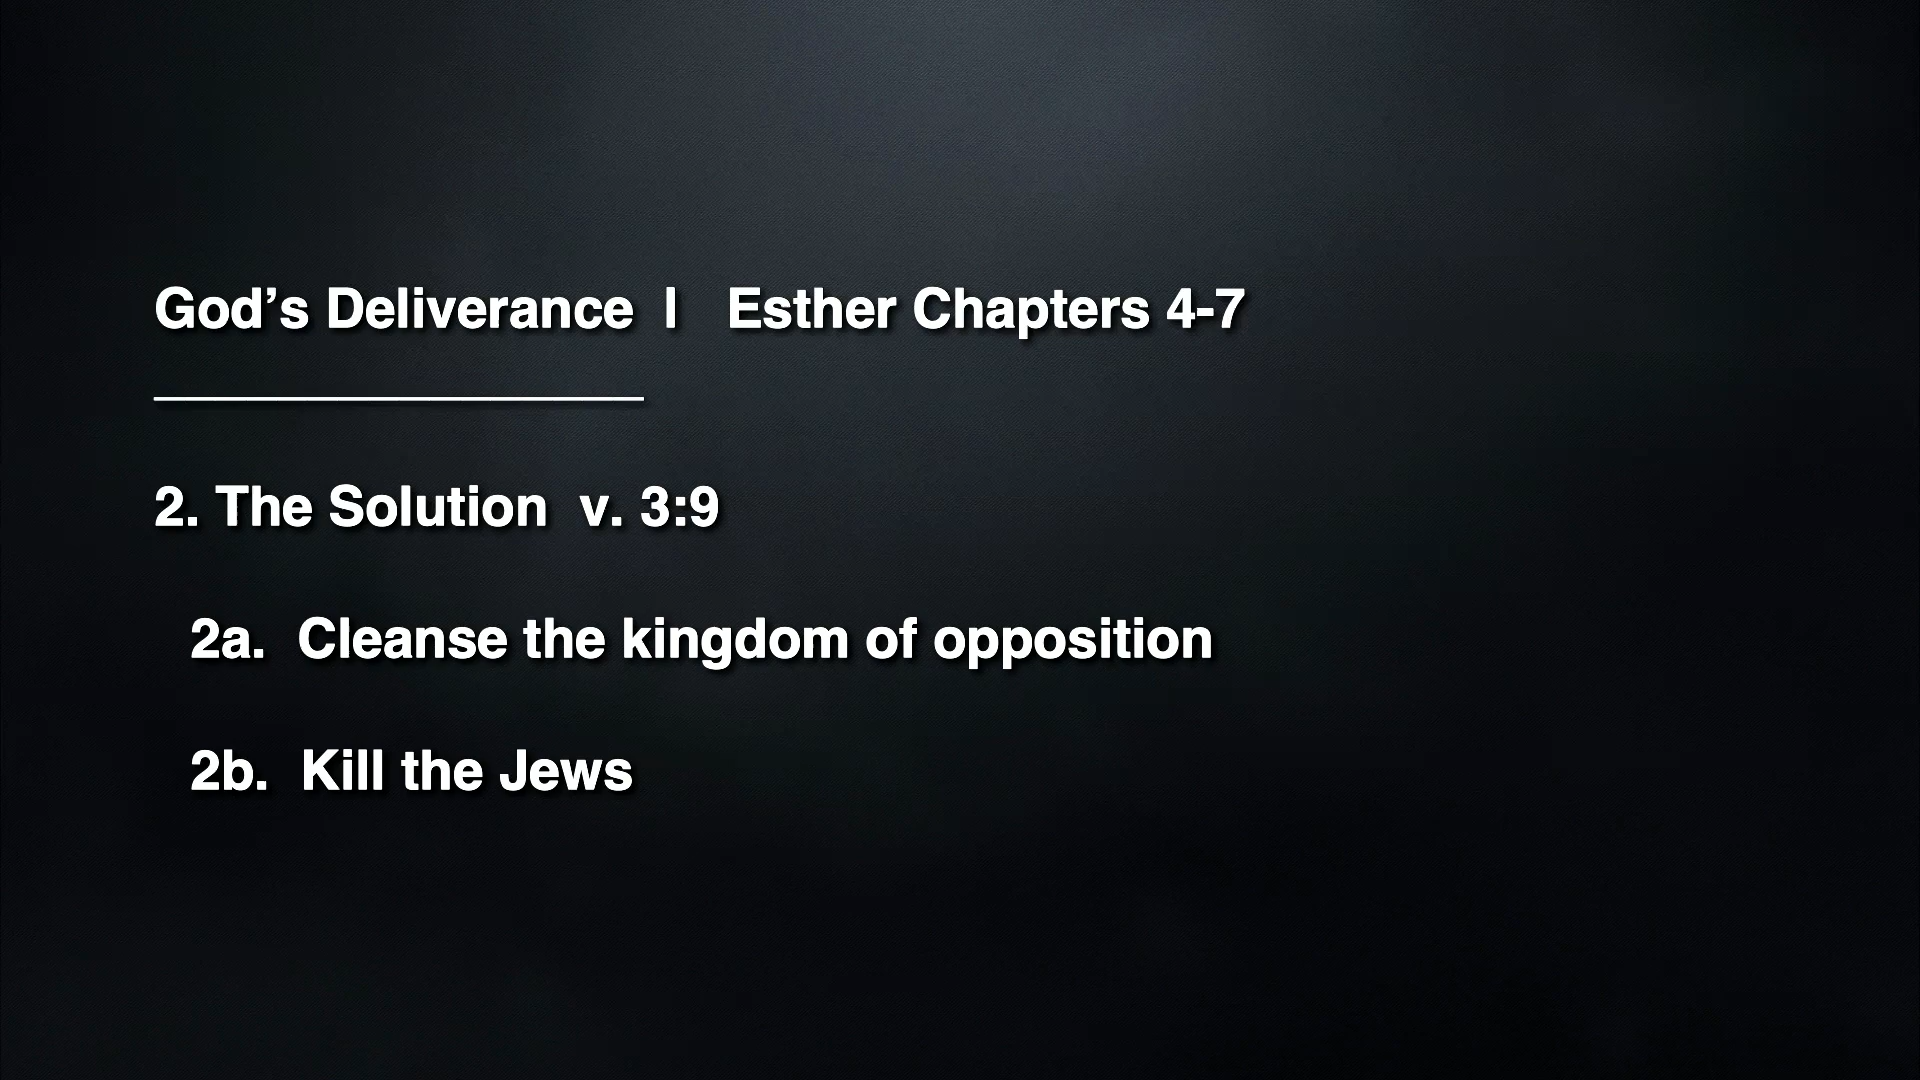 God’s Deliverance | Esther Chapters 4-7
2. The Solution v. 3:9
2a. Cleanse the kingdom of opposition
2b. Kill the Jews